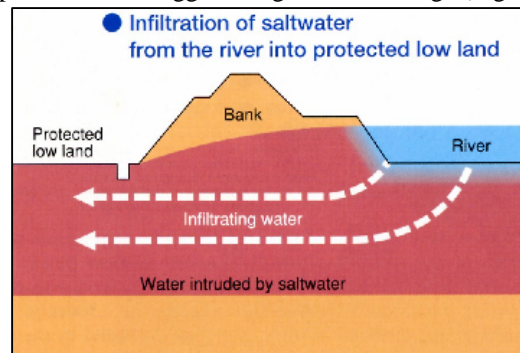 ● Infiltration of saltwater
from the river into protected low land
Bank
Protected
low land
River
Infiltrating water
Water intruded by saltwater